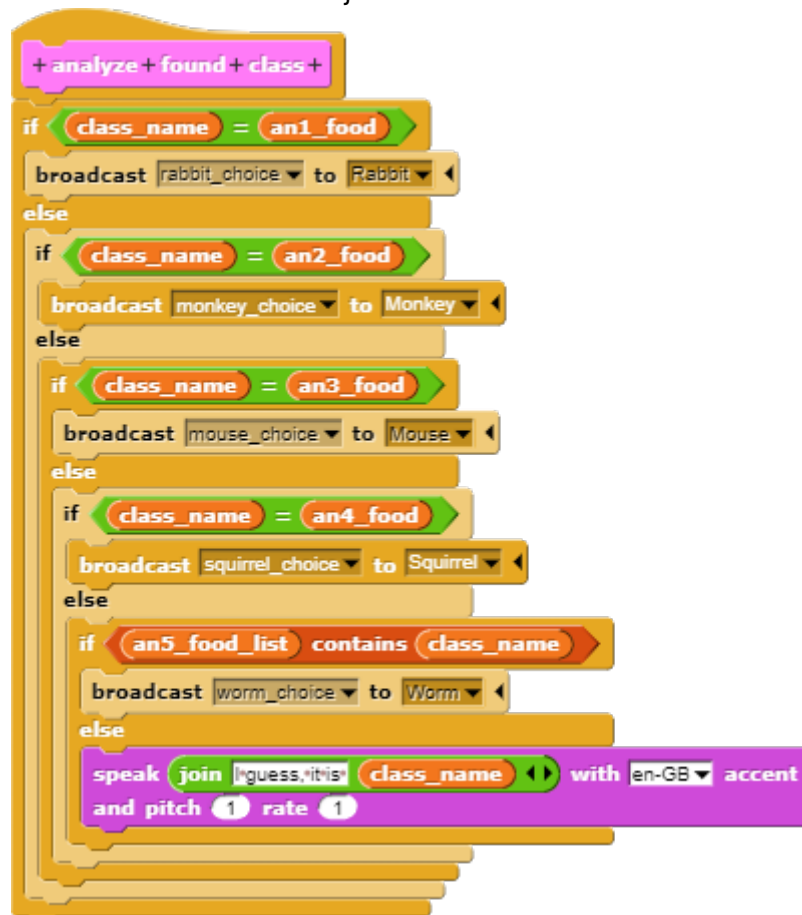 + analyze + found + class +
if class_name = an1_food
broadcast rabbit_choice to Rabbit
else
if class_name = an2_food
broadcast monkey_choice to Monkey
else
if class_name = an3_food
broadcast mouse_choice to Mouse
else
if class_name = an4_food
broadcast squirrel_choice to Squirrel
else
if an5_food_list contains class_name
broadcast worm_choice to Worm
else
speak join I guess, it is class_name with en-GB accent
and pitch 1 rate 1